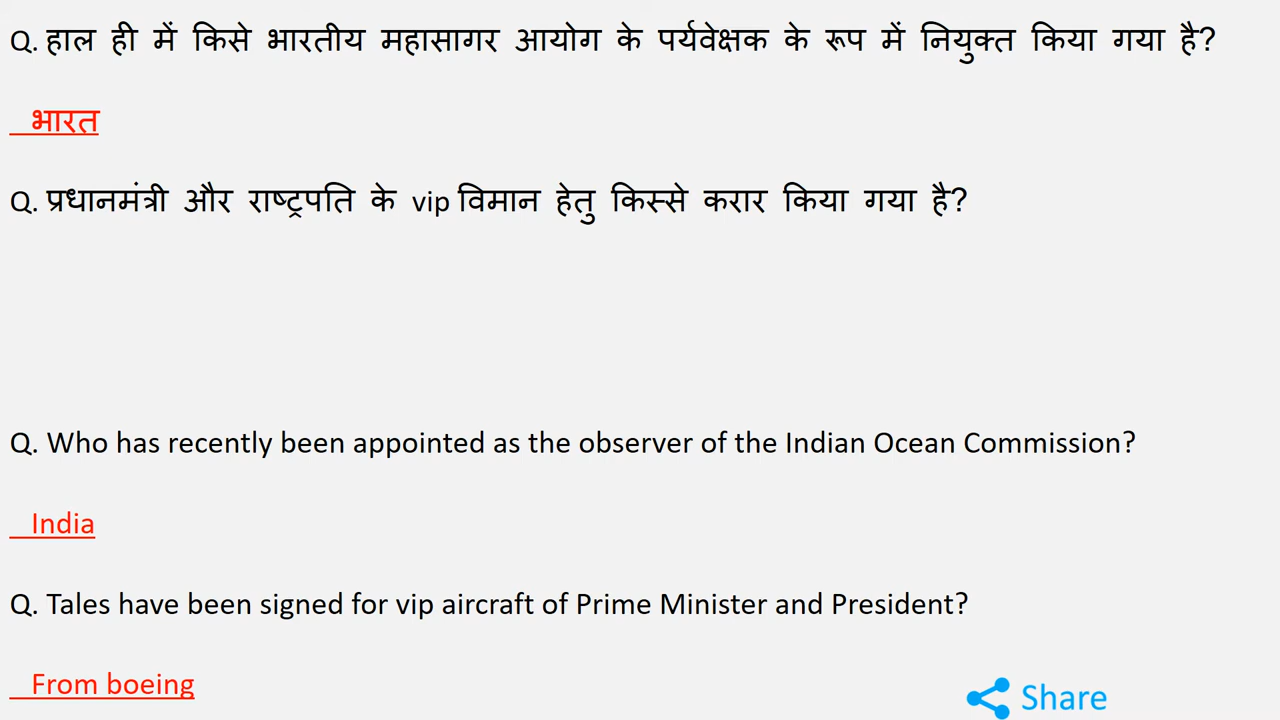 Q. हाल ही में किसे भारतीय महासागर आयोग के पर्यवेक्षक के रूप में नियुक्त किया गया है?
भारत
Q. प्रधानमंत्री और राष्ट्रपति के vip विमान हेतु किस्से करार किया गया है?
Q. Who has recently been appointed as the observer of the Indian Ocean Commission?
India
Q. Tales have been signed for vip aircraft of Prime Minister and President?
From boeing
Share